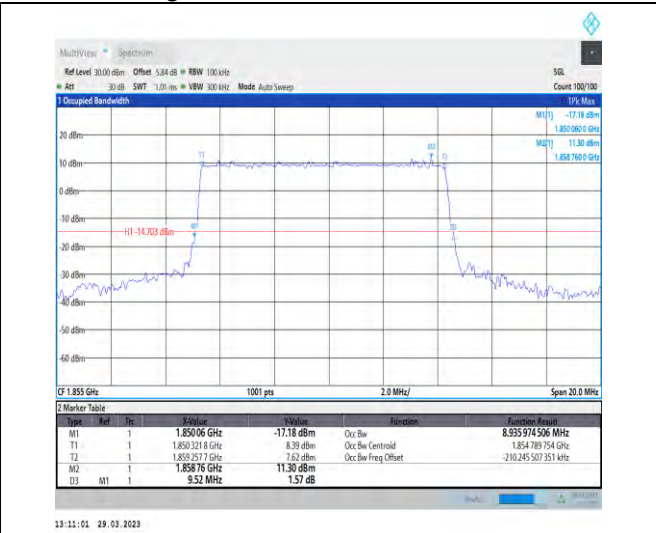 MultiView Spectrum
Ref Level 30.00 dBm Offset 5.84 dB RBW 100 kHz SGL
Att 30 dB SWT 1.01 ms VBW 300 kHz Mode Auto Sweep Count 100/100
1 Occupied Bandwidth 1Pk Max
M1[1] -17.18 dBm
1.850 060 0 GHz
M2[1] 11.30 dBm
1.858 760 0 GHz
20 dBm
M2
T1 T2
10 dBm
0 dBm
-10 dBm
H1 -14.703 dBm M1 D3
-20 dBm
-30 dBm
-40 dBm
-50 dBm
-60 dBm
CF 1.855 GHz 1001 pts 2.0 MHz/ Span 20.0 MHz
2 Marker Table
Type Ref Trc X-Value Y-Value Function Function Result
M1 1 1.850 06 GHz -17.18 dBm Occ Bw 8.935 974 506 MHz
T1 1 1.850 321 8 GHz 8.39 dBm Occ Bw Centroid 1.854 789 754 GHz
T2 1 1.859 257 7 GHz 7.62 dBm Occ Bw Freq Offset -210.245 507 351 kHz
M2 1 1.858 76 GHz 11.30 dBm
D3 M1 1 9.52 MHz 1.57 dB
13:11:01 29.03.2023